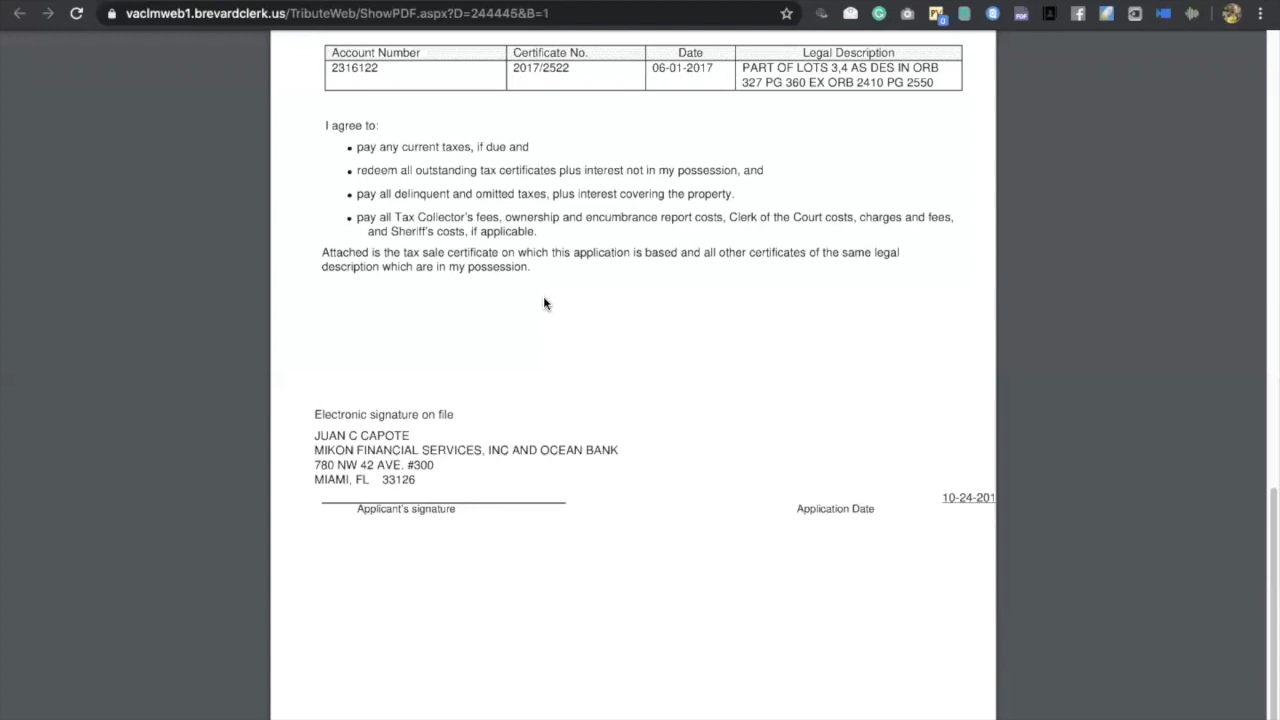 vaclmweb1.brevardclerk.us/TributeWeb/ShowPDF.aspx?D=244445&B=1
Account Number Certificate No. Date Legal Description
2316122 2017/2522 06-01-2017 PART OF LOTS 3,4 AS DES IN ORB
327 PG 360 EX ORB 2410 PG 2550
I agree to:
• pay any current taxes, if due and
• redeem all outstanding tax certificates plus interest not in my possession, and
• pay all delinquent and omitted taxes, plus interest covering the property.
• pay all Tax Collector's fees, ownership and encumbrance report costs, Clerk of the Court costs, charges and fees,
and Sheriff's costs, if applicable.
Attached is the tax sale certificate on which this application is based and all other certificates of the same legal
description which are in my possession.
Electronic signature on file
JUAN C CAPOTE
MIKON FINANCIAL SERVICES, INC AND OCEAN BANK
780 NW 42 AVE. #300
MIAMI, FL 33126
10-24-201
Applicant's signature Application Date